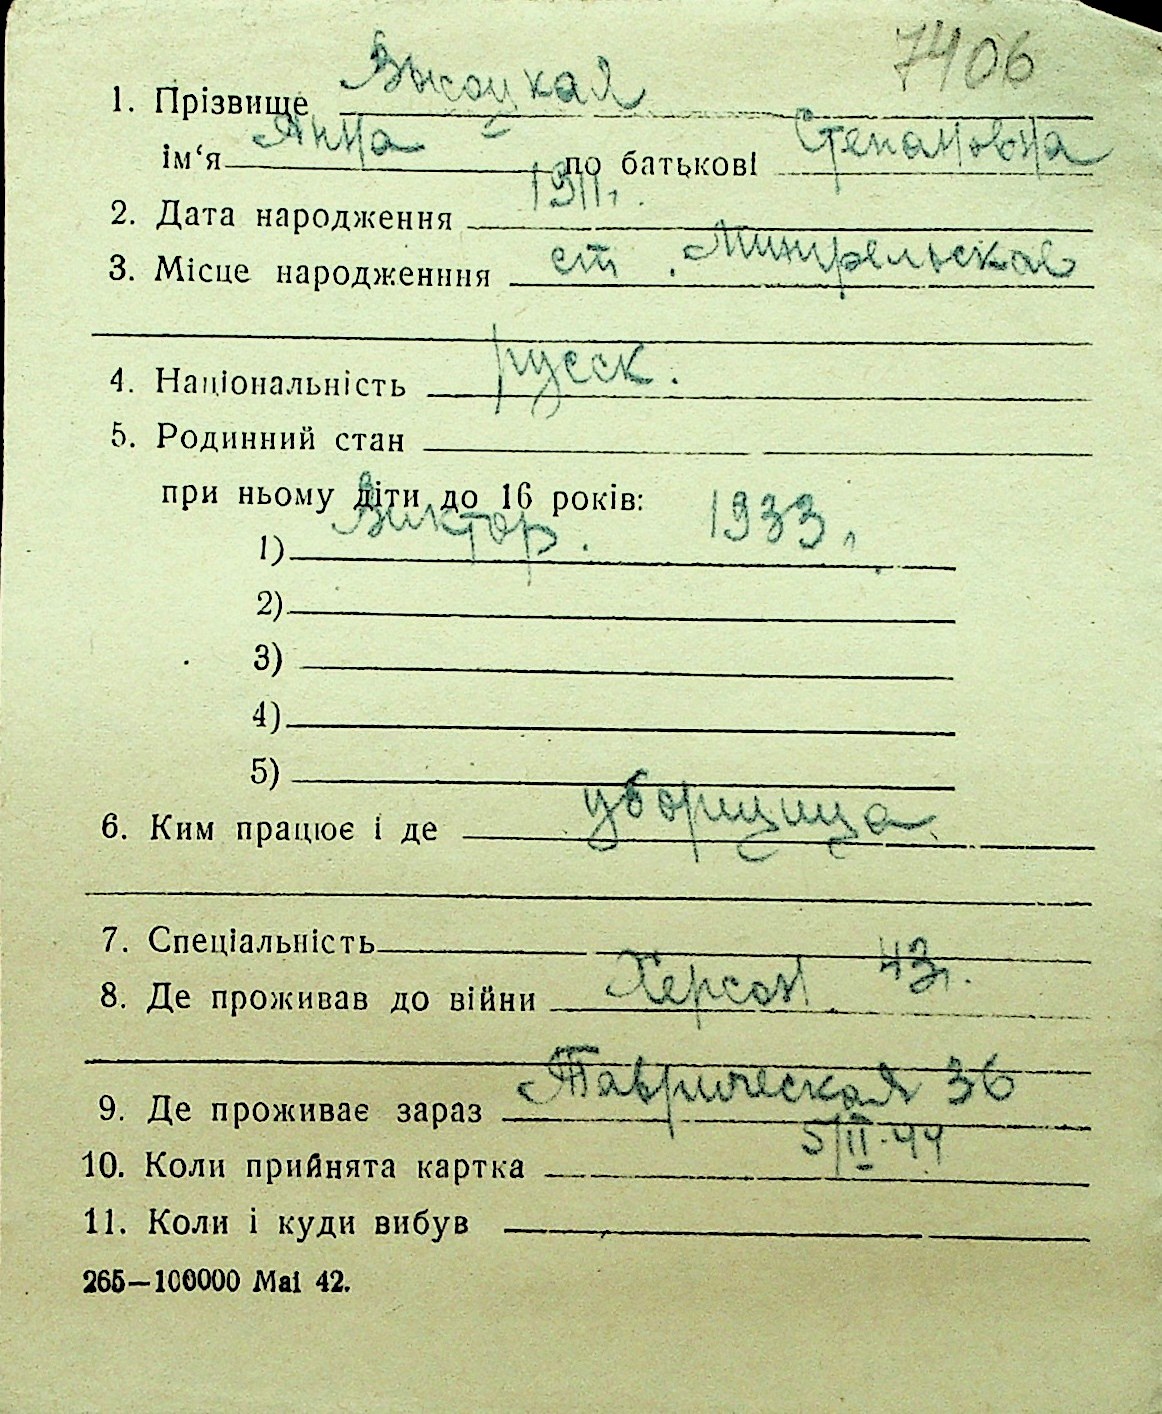 7406
1. Прізвище Высоцкая
ім‘я Анна по батькові Степановна
2. Дата народження 1911 г.
3. Місце народженння ст. Мингрельская
4. Національність русск.
5. Родинний стан
при ньому діти до 16 років:
1) Виктор. 1933 г.
2)
3)
4)
5)
6. Ким працює і де уборщица
7. Спеціальність
8. Де проживав до війни Херсон 43 г.
9. Де проживає зараз Таврическая 36
10. Коли прийнята картка 5/II-44
11. Коли і куди вибув
265—100000 Mai 42.